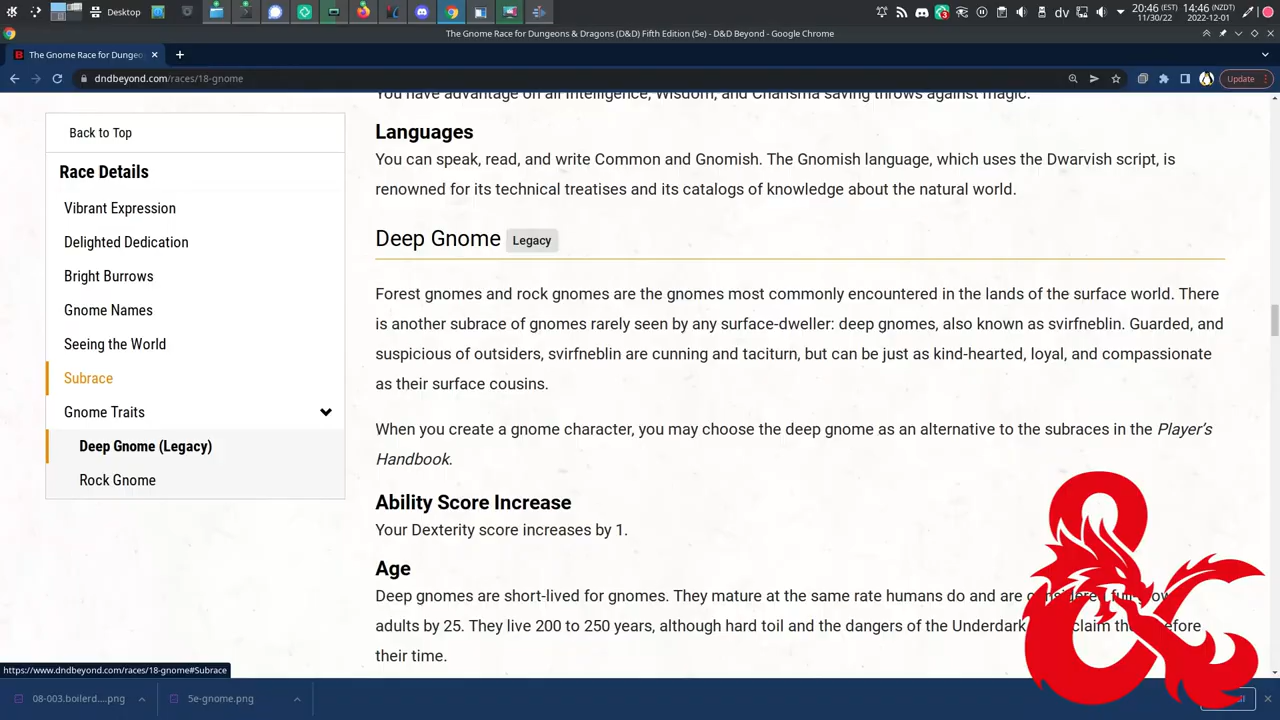 Desktop
dv
20:46(EST)
11/30/22
14:46 (NZDT)
2022-12-01
The Gnome Race for Dungeons & Dragons (D&D) Fifth Edition (5e) - D&D Beyond - Google Chrome
The Gnome Race for Dungeo
dndbeyond.com/races/18-gnome
Update
Back to Top
Race Details
Vibrant Expression
Delighted Dedication
Bright Burrows
Gnome Names
Seeing the World
Subrace
Gnome Traits
Deep Gnome (Legacy)
Rock Gnome
You have advantage on all Intelligence, Wisdom, and Charisma saving throws against magic.
Languages
You can speak, read, and write Common and Gnomish. The Gnomish language, which uses the Dwarvish script, is
renowned for its technical treatises and its catalogs of knowledge about the natural world.
Deep Gnome Legacy
Forest gnomes and rock gnomes are the gnomes most commonly encountered in the lands of the surface world. There
is another subrace of gnomes rarely seen by any surface-dweller: deep gnomes, also known as svirfneblin. Guarded, and
suspicious of outsiders, svirfneblin are cunning and taciturn, but can be just as kind-hearted, loyal, and compassionate
as their surface cousins.
When you create a gnome character, you may choose the deep gnome as an alternative to the subraces in the Player's
Handbook.
Ability Score Increase
Your Dexterity score increases by 1.
Age
Deep gnomes are short-lived for gnomes. They mature at the same rate humans do and are considered
adults by 25. They live 200 to 250 years, although hard toil and the dangers of the Underdark
their time.
https://www.dndbeyond.com/races/18-gnome#Subrace
08-003.boilerd....png
5e-gnome.png